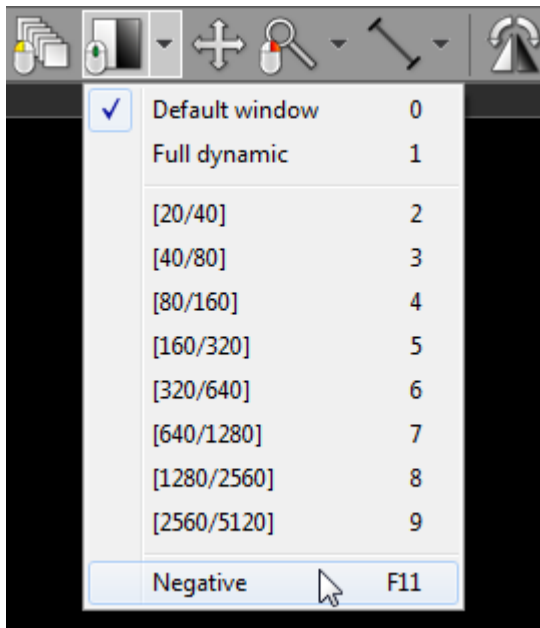 Default window 0
Full dynamic 1
[20/40] 2
[40/80] 3
[80/160] 4
[160/320] 5
[320/640] 6
[640/1280] 7
[1280/2560] 8
[2560/5120] 9
Negative F11